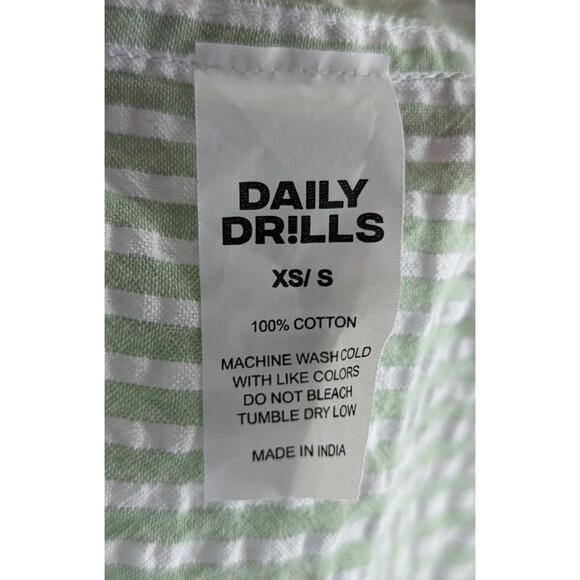 DAILY
DR!LLS
XS/ S
100% COTTON
MACHINE WASH COLD
WITH LIKE COLORS
DO NOT BLEACH
TUMBLE DRY LOW
MADE IN INDIA